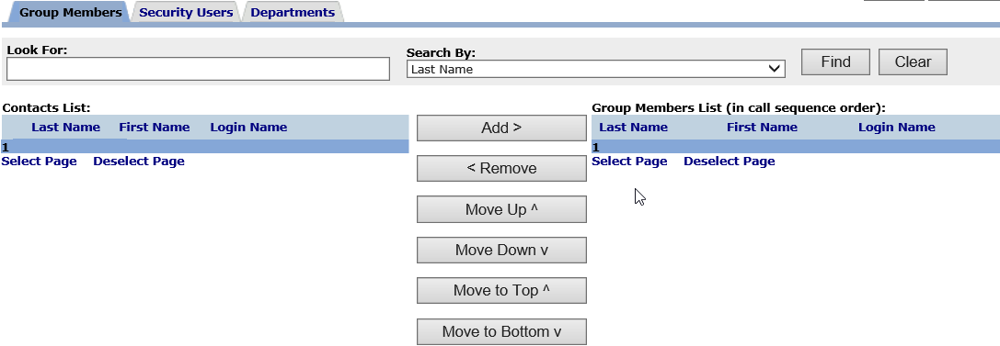 Group Members Security Users Departments
Look For:
Search By:
Last Name
Find Clear
Contacts List:
Last Name First Name Login Name
1
Select Page Deselect Page
Add >
< Remove
Move Up ^
Move Down v
Move to Top ^
Move to Bottom v
Group Members List (in call sequence order):
Last Name First Name Login Name
1
Select Page Deselect Page